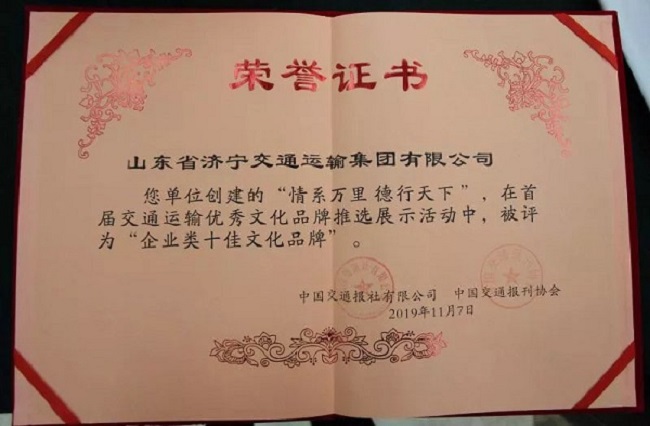 荣誉证书
山东省济宁交通运输集团有限公司
您单位创建的“情系万里 德行天下”，在首
届交通运输优秀文化品牌推选展示活动中，被评
为“企业类十佳文化品牌”。
中国交通报社有限公司 中国交通报刊协会
2019年11月7日